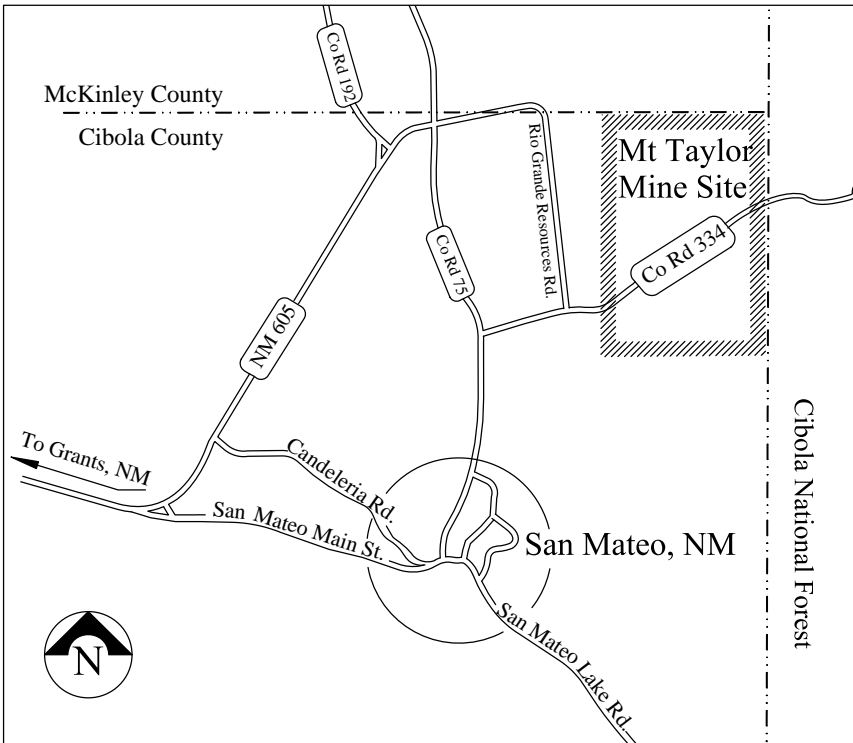 Co Rd 192
McKinley County
Cibola County
Rio Grande Resources Rd.
Mt Taylor
Mine Site
Co Rd 334
Co Rd 75
NM 605
To Grants, NM
Candeleria Rd.
San Mateo Main St.
San Mateo, NM
Cibola National Forest
San Mateo Lake Rd.
N